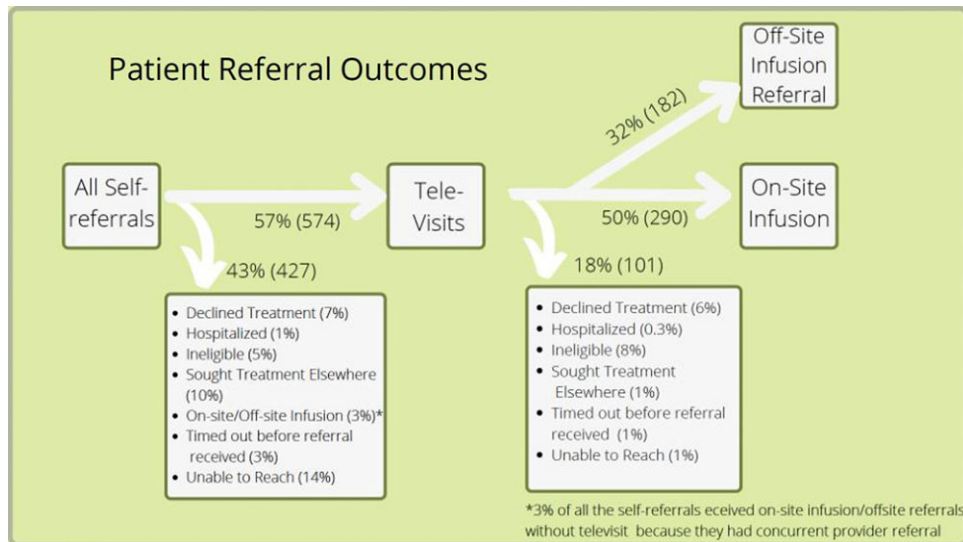 Patient Referral Outcomes
Off-Site
Infusion
Referral
32% (182)
All Self-
referrals
57% (574)
Tele-
Visits
50% (290)
On-Site
Infusion
43% (427)
18% (101)
• Declined Treatment (7%)
• Hospitalized (1%)
• Ineligible (5%)
• Sought Treatment Elsewhere
(10%)
• On-site/Off-site Infusion (3%)*
• Timed out before referral
received (3%)
• Unable to Reach (14%)
• Declined Treatment (6%)
• Hospitalized (0.3%)
• Ineligible (8%)
• Sought Treatment
Elsewhere (1%)
• Timed out before referral
received (1%)
• Unable to Reach (1%)
*3% of all the self-referrals eceived on-site infusion/offsite referrals
without televisit because they had concurrent provider referral